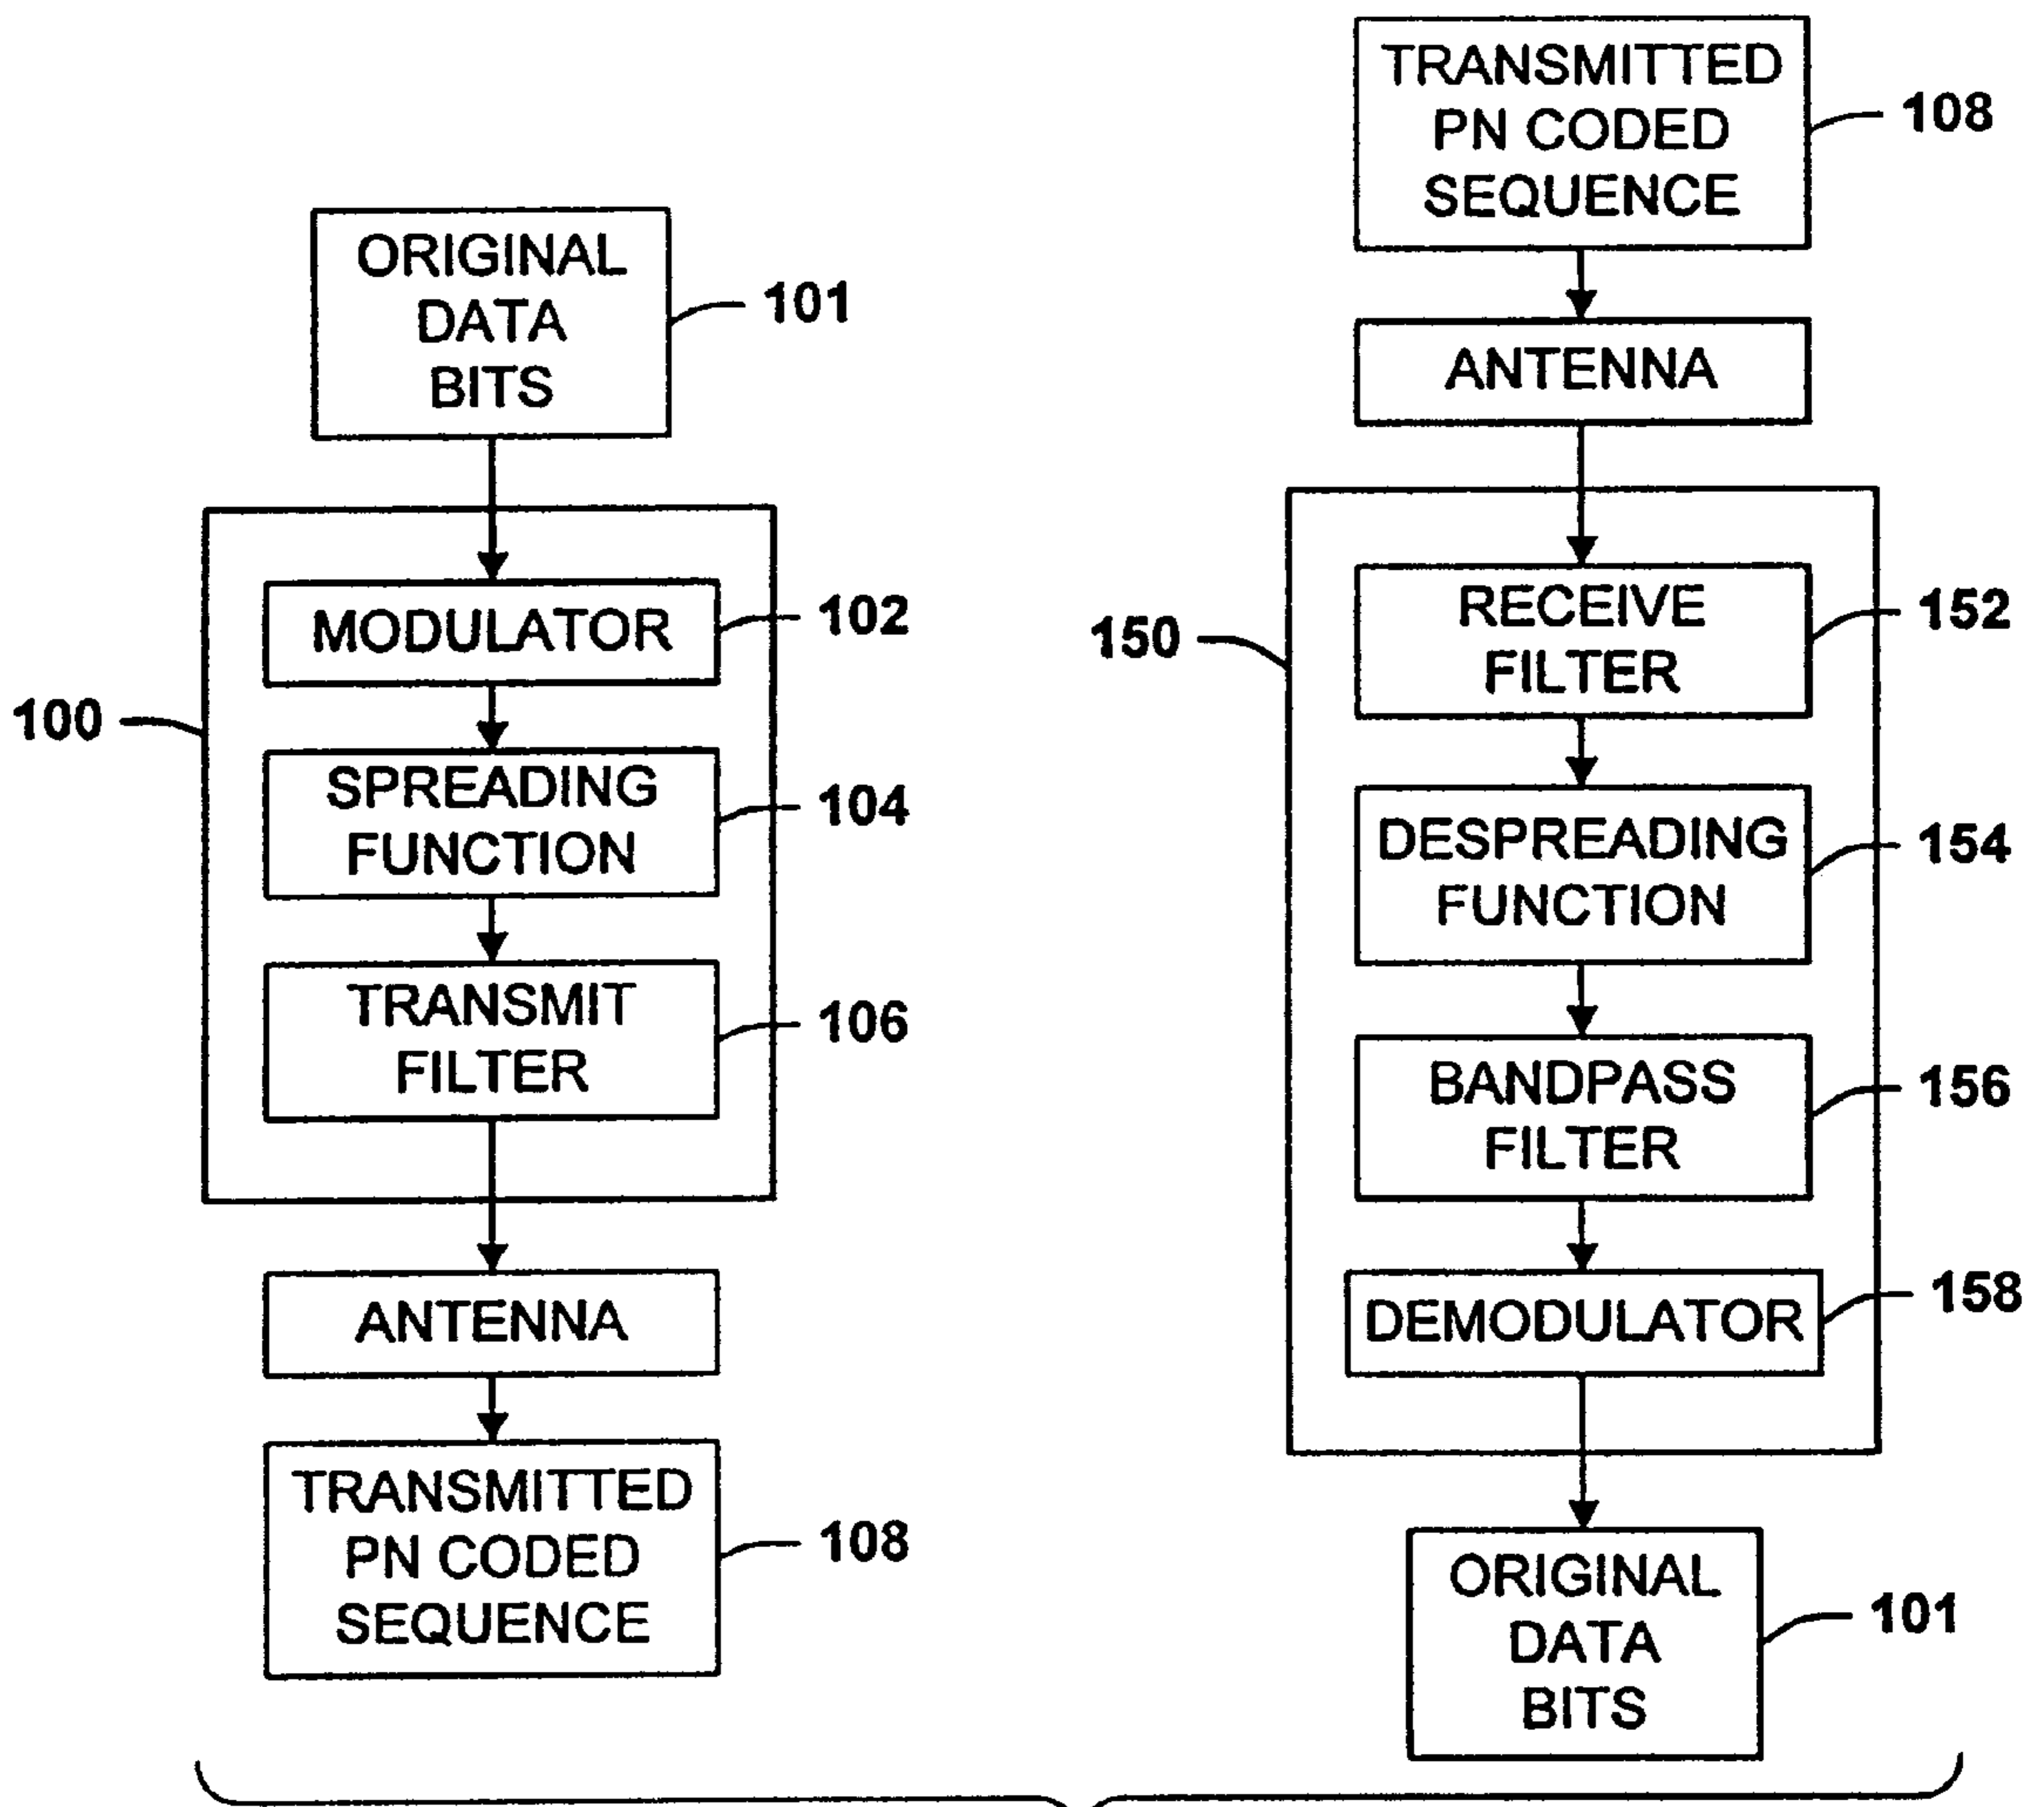 ORIGINAL
DATA
BITS
101
100
MODULATOR
102
SPREADING
FUNCTION
104
TRANSMIT
FILTER
106
ANTENNA
TRANSMITTED
PN CODED
SEQUENCE
108
TRANSMITTED
PN CODED
SEQUENCE
108
ANTENNA
150
RECEIVE
FILTER
152
DESPREADING
FUNCTION
154
BANDPASS
FILTER
156
DEMODULATOR
158
ORIGINAL
DATA
BITS
101